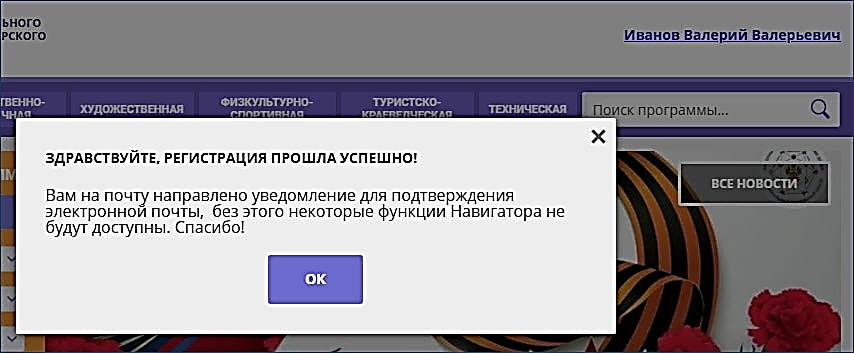 ЬНОГО
РСКОГО
Иванов Валерий Валерьевич
ТВЕННО-
ЧНАЯ
ХУДОЖЕСТВЕННАЯ
ФИЗКУЛЬТУРНО-
СПОРТИВНАЯ
ТУРИСТСКО-
КРАЕВЕДЧЕСКАЯ
ТЕХНИЧЕСКАЯ
Поиск программы...
ЗДРАВСТВУЙТЕ, РЕГИСТРАЦИЯ ПРОШЛА УСПЕШНО!
ВСЕ НОВОСТИ
Вам на почту направлено уведомление для подтверждения
электронной почты, без этого некоторые функции Навигатора не
будут доступны. Спасибо!
ОК